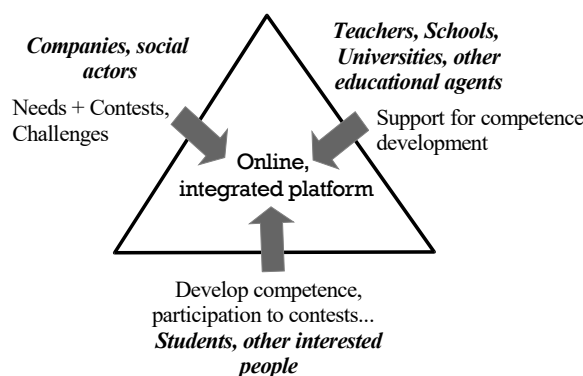 Companies, social
actors
Needs + Contests,
Challenges
Teachers, Schools,
Universities, other
educational agents
Support for competence
development
Online,
integrated platform
Develop competence,
participation to contests...
Students, other interested
people